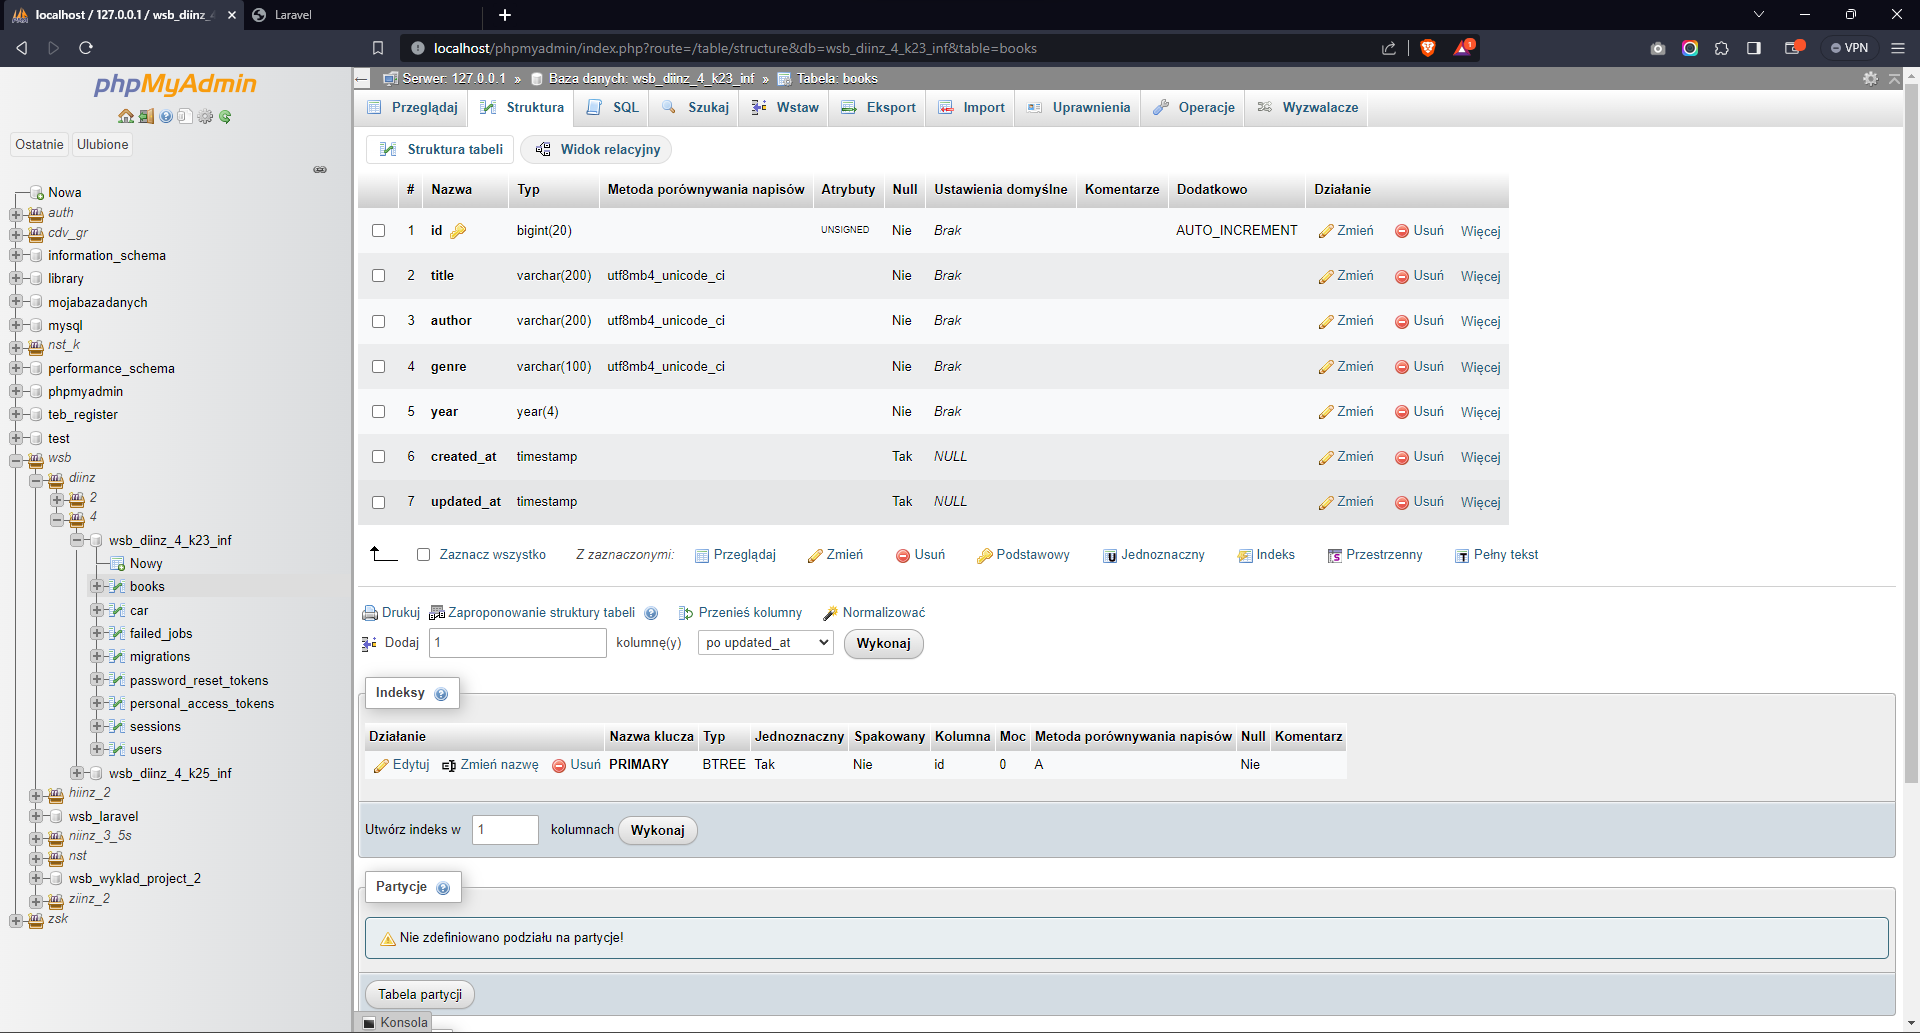 localhost / 127.0.0.1 / wsb_diinz_4
Laravel
localhost/phpmyadmin/index.php?route=/table/structure&db=wsb_diinz_4_k23_inf&table=books
1
VPN
phpMyAdmin
Ostatnie Ulubione
Nowa
auth
cdv_gr
information_schema
library
mojabazadanych
mysql
nst_k
performance_schema
phpmyadmin
teb_register
test
wsb
diinz
2
4
wsb_diinz_4_k23_inf
Nowy
books
car
failed_jobs
migrations
password_reset_tokens
personal_access_tokens
sessions
users
wsb_diinz_4_k25_inf
hiinz_2
wsb_laravel
niinz_3_5s
nst
wsb_wyklad_project_2
ziinz_2
zsk
Serwer: 127.0.0.1 » Baza danych: wsb_diinz_4_k23_inf » Tabela: books
Przeglądaj Struktura SQL Szukaj Wstaw Eksport Import Uprawnienia Operacje Wyzwalacze
Struktura tabeli Widok relacyjny
# Nazwa Typ Metoda porównywania napisów Atrybuty Null Ustawienia domyślne Komentarze Dodatkowo Działanie
1 id bigint(20) UNSIGNED Nie Brak AUTO_INCREMENT Zmień Usuń Więcej
2 title varchar(200) utf8mb4_unicode_ci Nie Brak Zmień Usuń Więcej
3 author varchar(200) utf8mb4_unicode_ci Nie Brak Zmień Usuń Więcej
4 genre varchar(100) utf8mb4_unicode_ci Nie Brak Zmień Usuń Więcej
5 year year(4) Nie Brak Zmień Usuń Więcej
6 created_at timestamp Tak NULL Zmień Usuń Więcej
7 updated_at timestamp Tak NULL Zmień Usuń Więcej
Zaznacz wszystko Z zaznaczonymi: Przeglądaj Zmień Usuń Podstawowy Jednoznaczny Indeks Przestrzenny Pełny tekst
Drukuj Zaproponowanie struktury tabeli Przenieś kolumny Normalizować
Dodaj 1 kolumnę(y) po updated_at Wykonaj
Indeksy
Działanie Nazwa klucza Typ Jednoznaczny Spakowany Kolumna Moc Metoda porównywania napisów Null Komentarz
Edytuj Zmień nazwę Usuń PRIMARY BTREE Tak Nie id 0 A Nie
Utwórz indeks w 1 kolumnach Wykonaj
Partycje
Nie zdefiniowano podziału na partycje!
Tabela partycji
Konsola